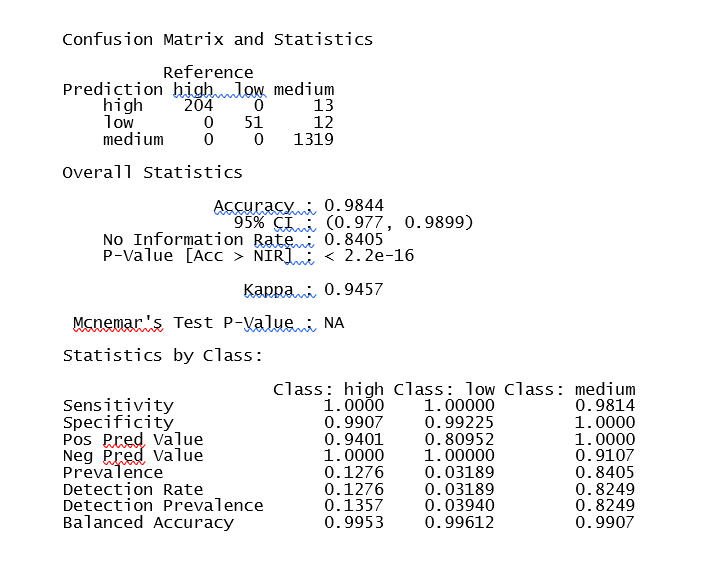 Confusion Matrix and Statistics
Reference
Prediction high low medium
high 204 0 13
low 0 51 12
medium 0 0 1319
Overall Statistics
Accuracy : 0.9844
95% CI : (0.977, 0.9899)
No Information Rate : 0.8405
P-Value [Acc > NIR] : < 2.2e-16
Kappa : 0.9457
Mcnemar's Test P-Value : NA
Statistics by Class:
Class: high Class: low Class: medium
Sensitivity 1.0000 1.00000 0.9814
Specificity 0.9907 0.99225 1.0000
Pos Pred Value 0.9401 0.80952 1.0000
Neg Pred Value 1.0000 1.00000 0.9107
Prevalence 0.1276 0.03189 0.8405
Detection Rate 0.1276 0.03189 0.8249
Detection Prevalence 0.1357 0.03940 0.8249
Balanced Accuracy 0.9953 0.99612 0.9907